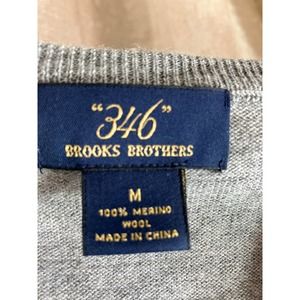 "346"
BROOKS BROTHERS
M
100% MERINO
WOOL
MADE IN CHINA